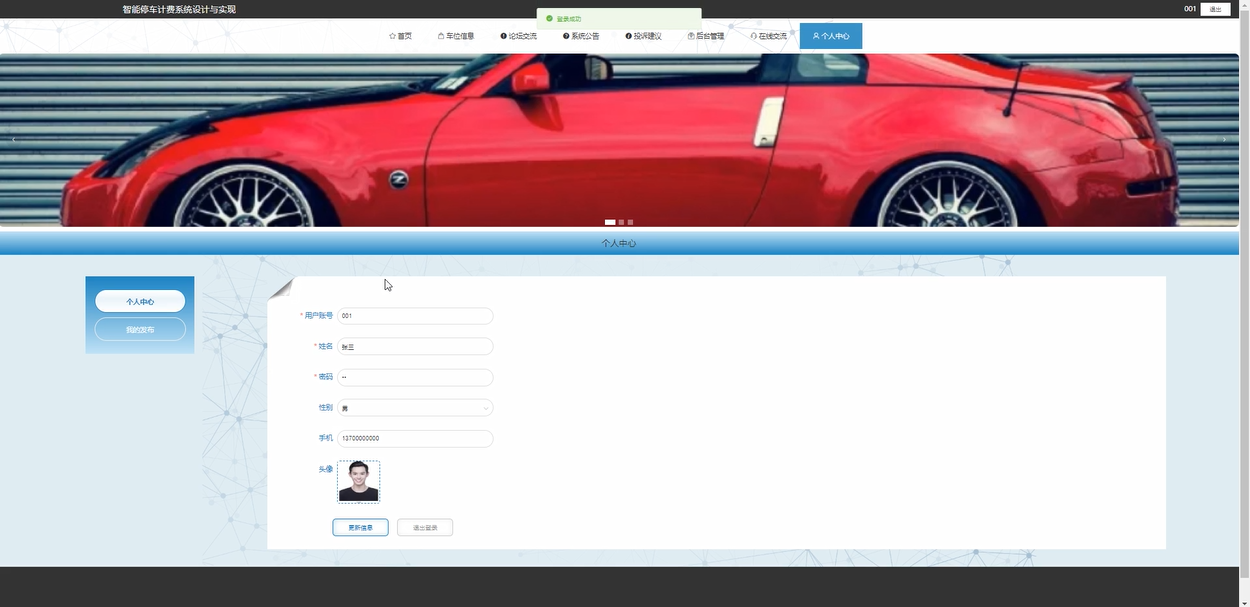 智能停车计费系统设计与实现
001
退出
登录成功
首页
车位信息
论坛交流
系统公告
投诉建议
后台管理
在线交流
个人中心
个人中心
个人中心
我的发布
* 用户账号 001
* 姓名 张三
* 密码
性别 男
手机 13700000000
头像
更新信息
退出登录